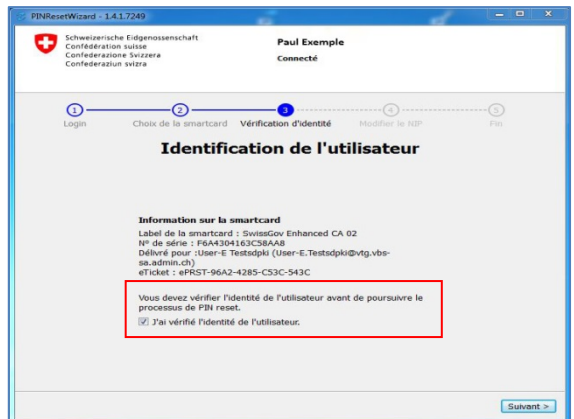 PINResetWizard - 1.4.1.7249
Schweizerische Eidgenossenschaft
Confédération suisse
Confederazione Svizzera
Confederaziun svizra
Paul Exemple
Connecté
1
2
3
4
5
Login
Choix de la smartcard
Vérification d'identité
Modifier le NIP
Fin
Identification de l'utilisateur
Information sur la smartcard
Label de la smartcard : SwissGov Enhanced CA 02
N° de série : F6A4304163C58AA8
Délivré pour :User-E Testsdpki (User-E.Testsdpki@vtg.vbs-
sa.admin.ch)
eTicket : ePRST-96A2-4285-C53C-543C
Vous devez vérifier l'identité de l'utilisateur avant de poursuivre le
processus de PIN reset.
J'ai vérifié l'identité de l'utilisateur.
Suivant >